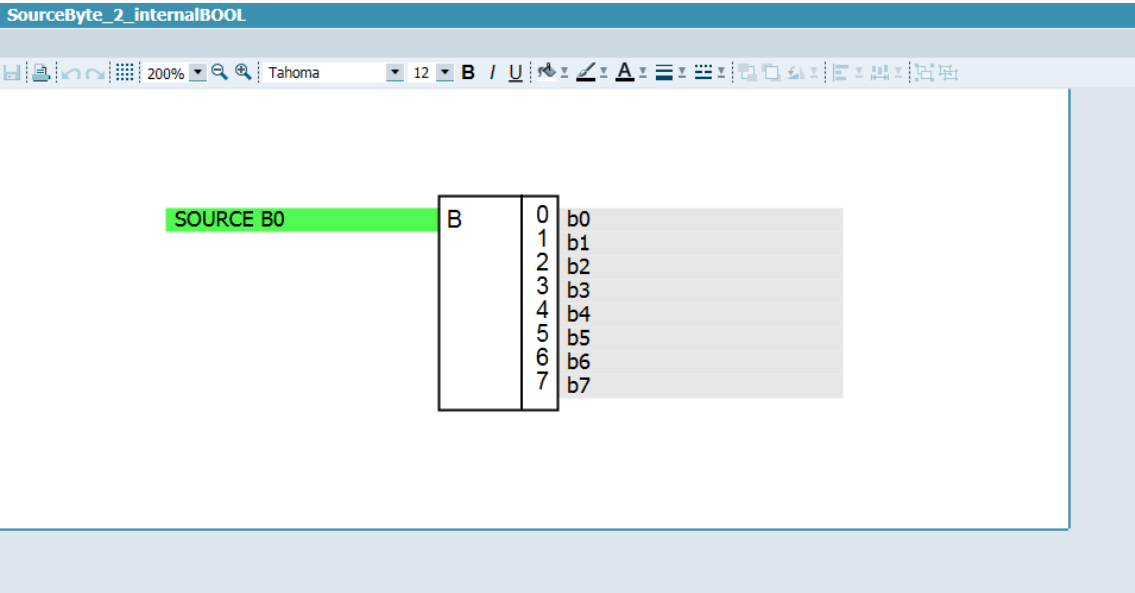 SourceByte_2_internalBOOL
200% Tahoma 12 B I U A
SOURCE B0 B 0 b0
1 b1
2 b2
3 b3
4 b4
5 b5
6 b6
7 b7